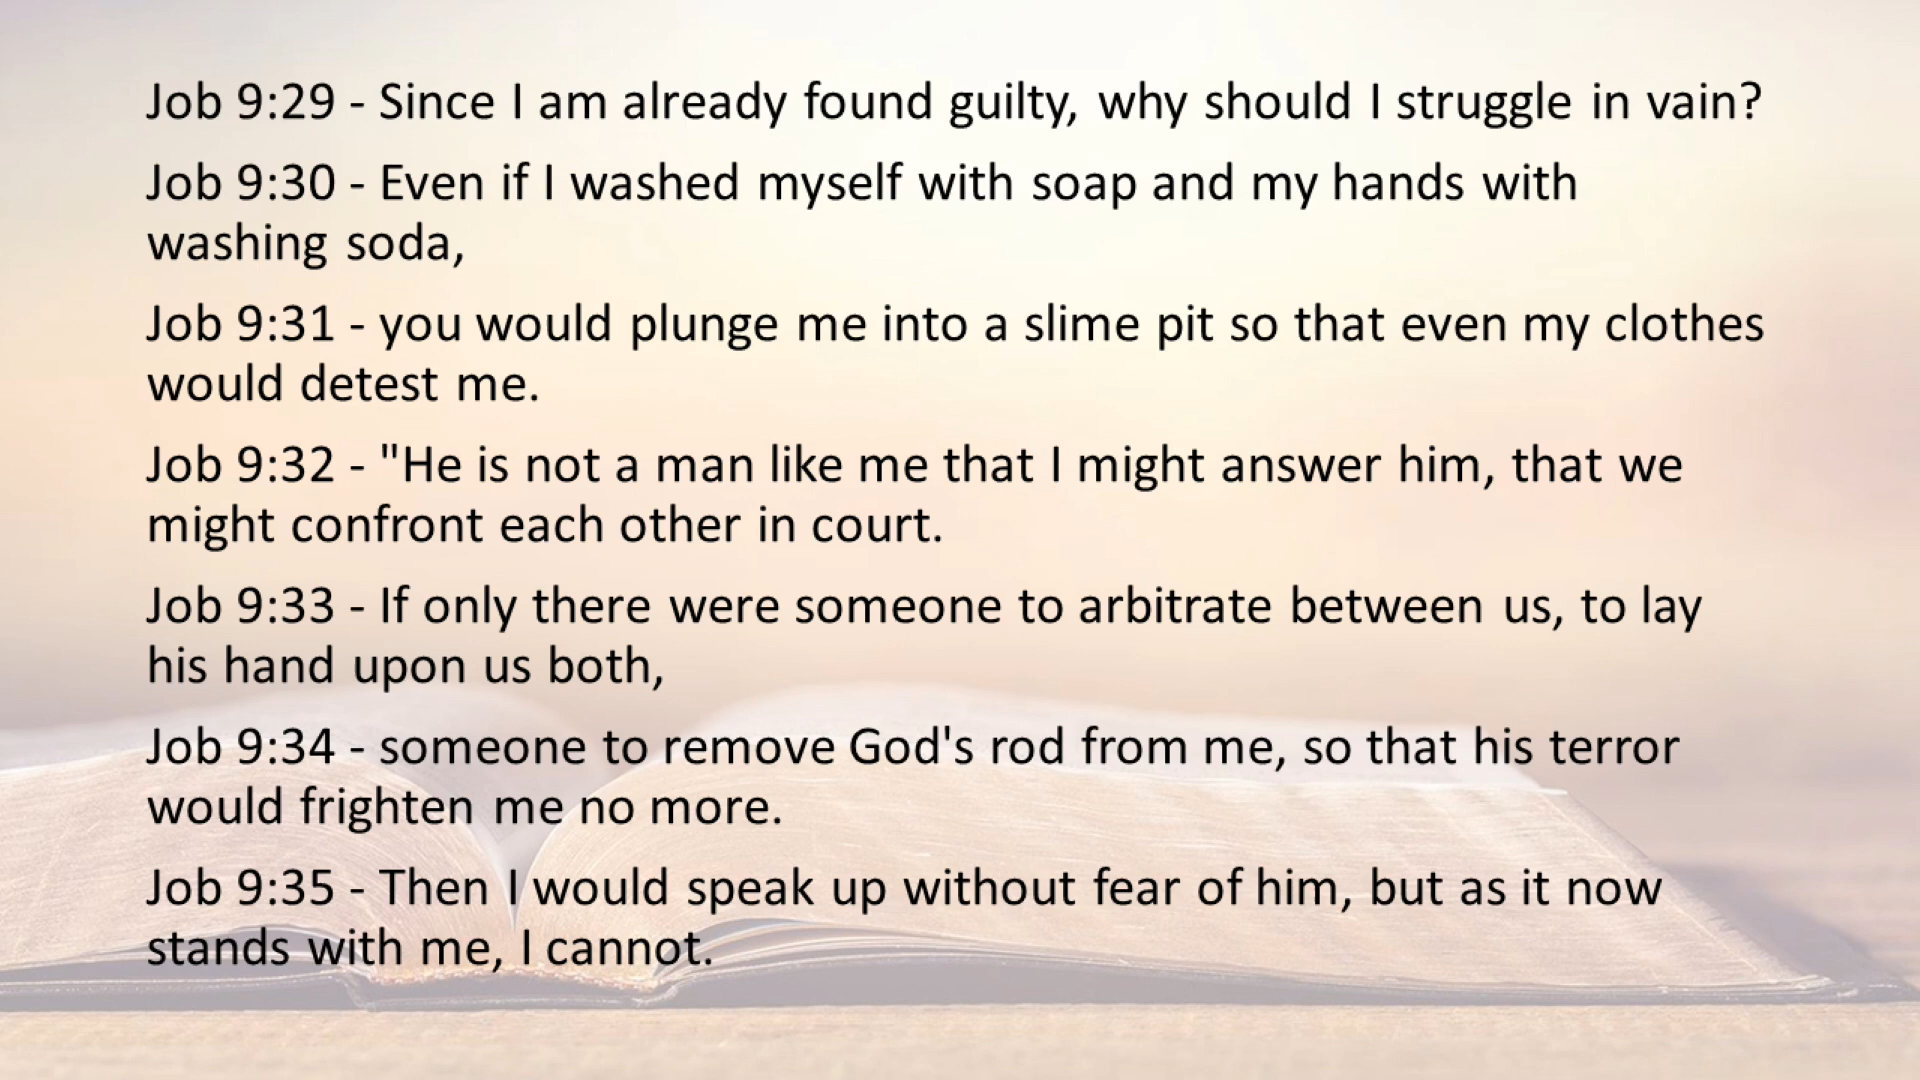 Job 9:29 - Since I am already found guilty, why should I struggle in vain?
Job 9:30 - Even if I washed myself with soap and my hands with
washing soda,
Job 9:31 - you would plunge me into a slime pit so that even my clothes
would detest me.
Job 9:32 - "He is not a man like me that I might answer him, that we
might confront each other in court.
Job 9:33 - If only there were someone to arbitrate between us, to lay
his hand upon us both,
Job 9:34 - someone to remove God's rod from me, so that his terror
would frighten me no more.
Job 9:35 - Then I would speak up without fear of him, but as it now
stands with me, I cannot.